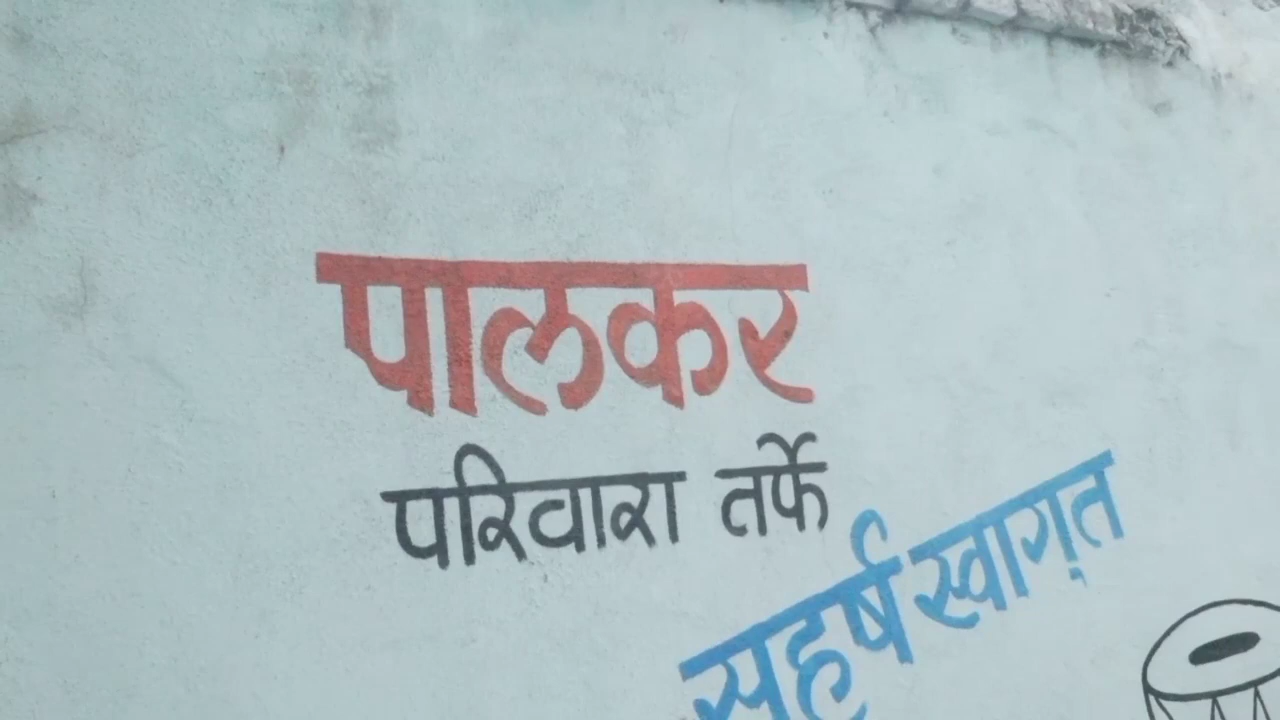 पालकर
परिवारा तर्फे
सहर्ष स्वागत